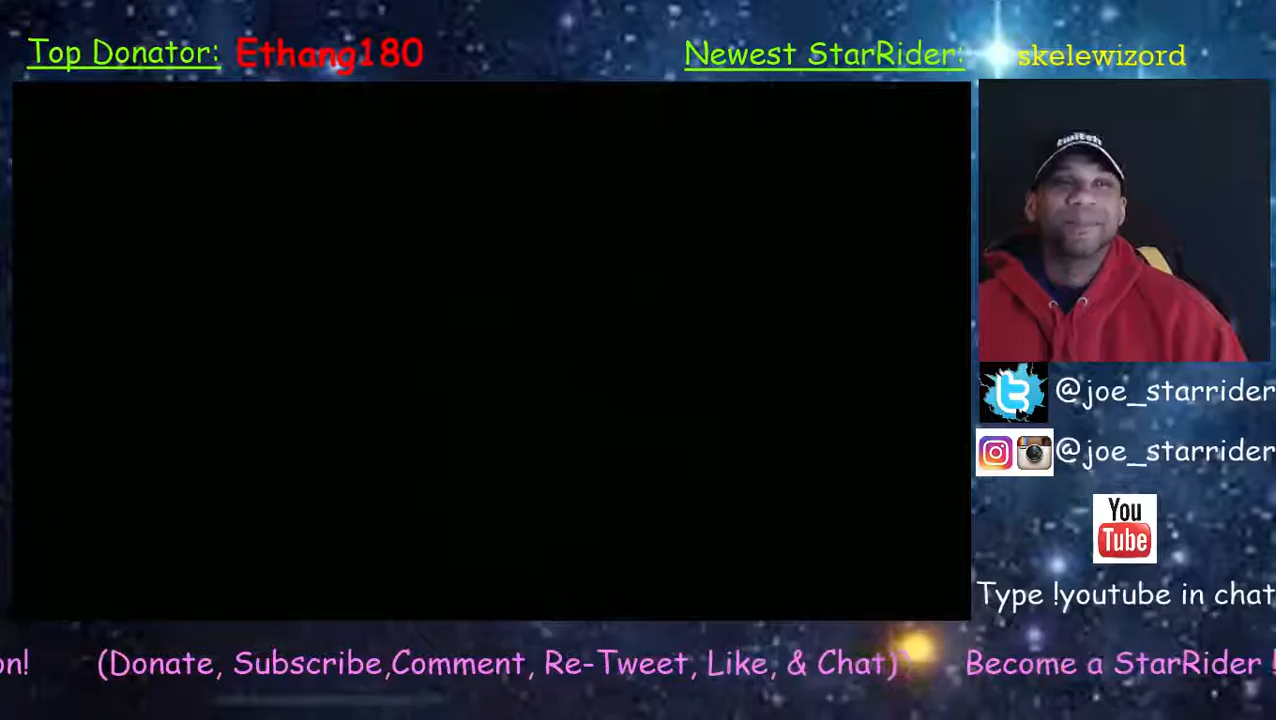 Top Donator: Ethang180
Newest StarRider: skelewizord
twitch
@joe_starrider
@joe_starrider
You
Tube
Type !youtube in chat
on! (Donate, Subscribe,Comment, Re-Tweet, Like, & Chat) Become a StarRider !